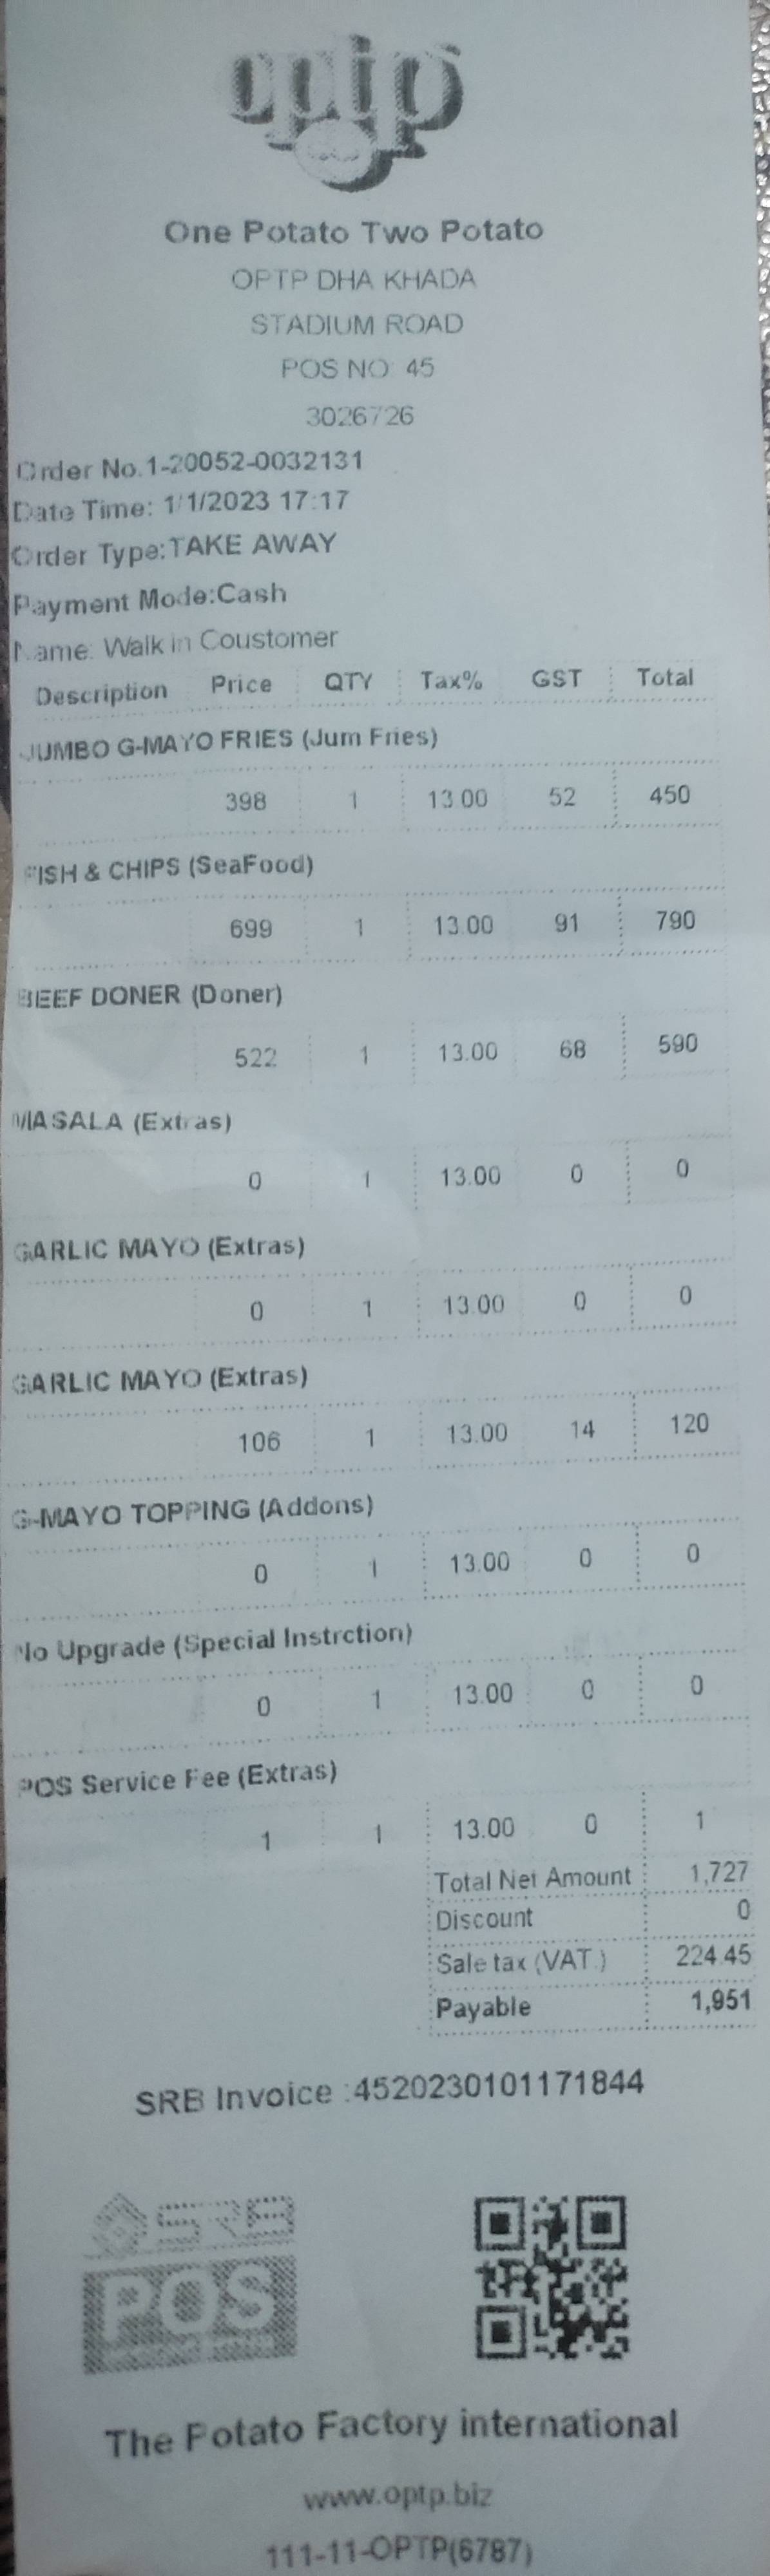 optp
One Potato Two Potato
OPTP DHA KHADA
STADIUM ROAD
POS NO: 45
3026726
Order No.1-20052-0032131
Date Time: 1/1/2023 17:17
Order Type:TAKE AWAY
Payment Mode:Cash
Name: Walk in Coustomer
Description Price QTY Tax% GST Total
JUMBO G-MAYO FRIES (Jum Fries)
398 1 13.00 52 450
FISH & CHIPS (SeaFood)
699 1 13.00 91 790
BEEF DONER (Doner)
522 1 13.00 68 590
MASALA (Extras)
0 1 13.00 0 0
GARLIC MAYO (Extras)
0 1 13.00 0 0
GARLIC MAYO (Extras)
106 1 13.00 14 120
G-MAYO TOPPING (Addons)
0 1 13.00 0 0
No Upgrade (Special Instrction)
0 1 13.00 0 0
POS Service Fee (Extras)
1 1 13.00 0 1
Total Net Amount 1,727
Discount 0
Sale tax (VAT.) 224.45
Payable 1,951
SRB Invoice :4520230101171844
SRB
POS
The Potato Factory international
www.optp.biz
111-11-OPTP(6787)